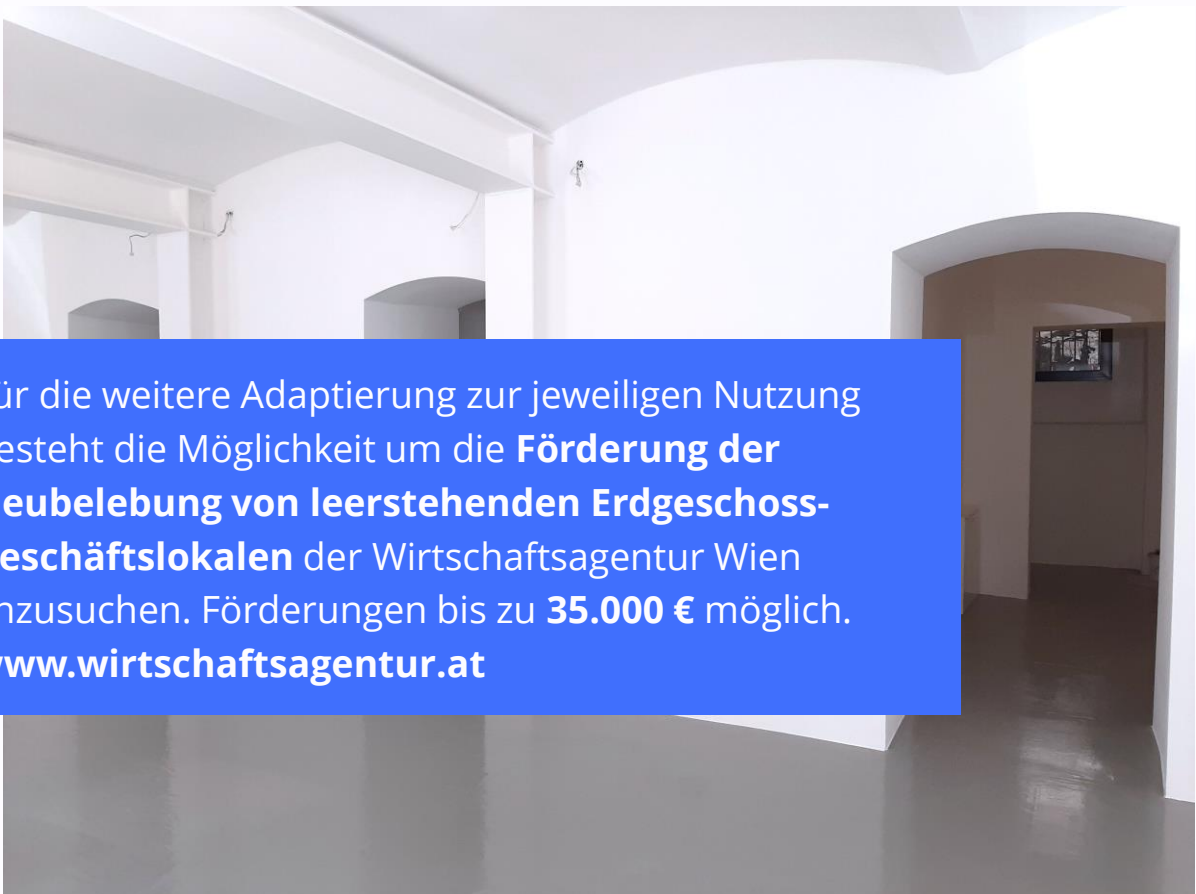 ür die weitere Adaptierung zur jeweiligen Nutzung
esteht die Möglichkeit um die Förderung der
eubelebung von leerstehenden Erdgeschoss-
eschäftslokalen der Wirtschaftsagentur Wien
nzusuchen. Förderungen bis zu 35.000 € möglich.
www.wirtschaftsagentur.at